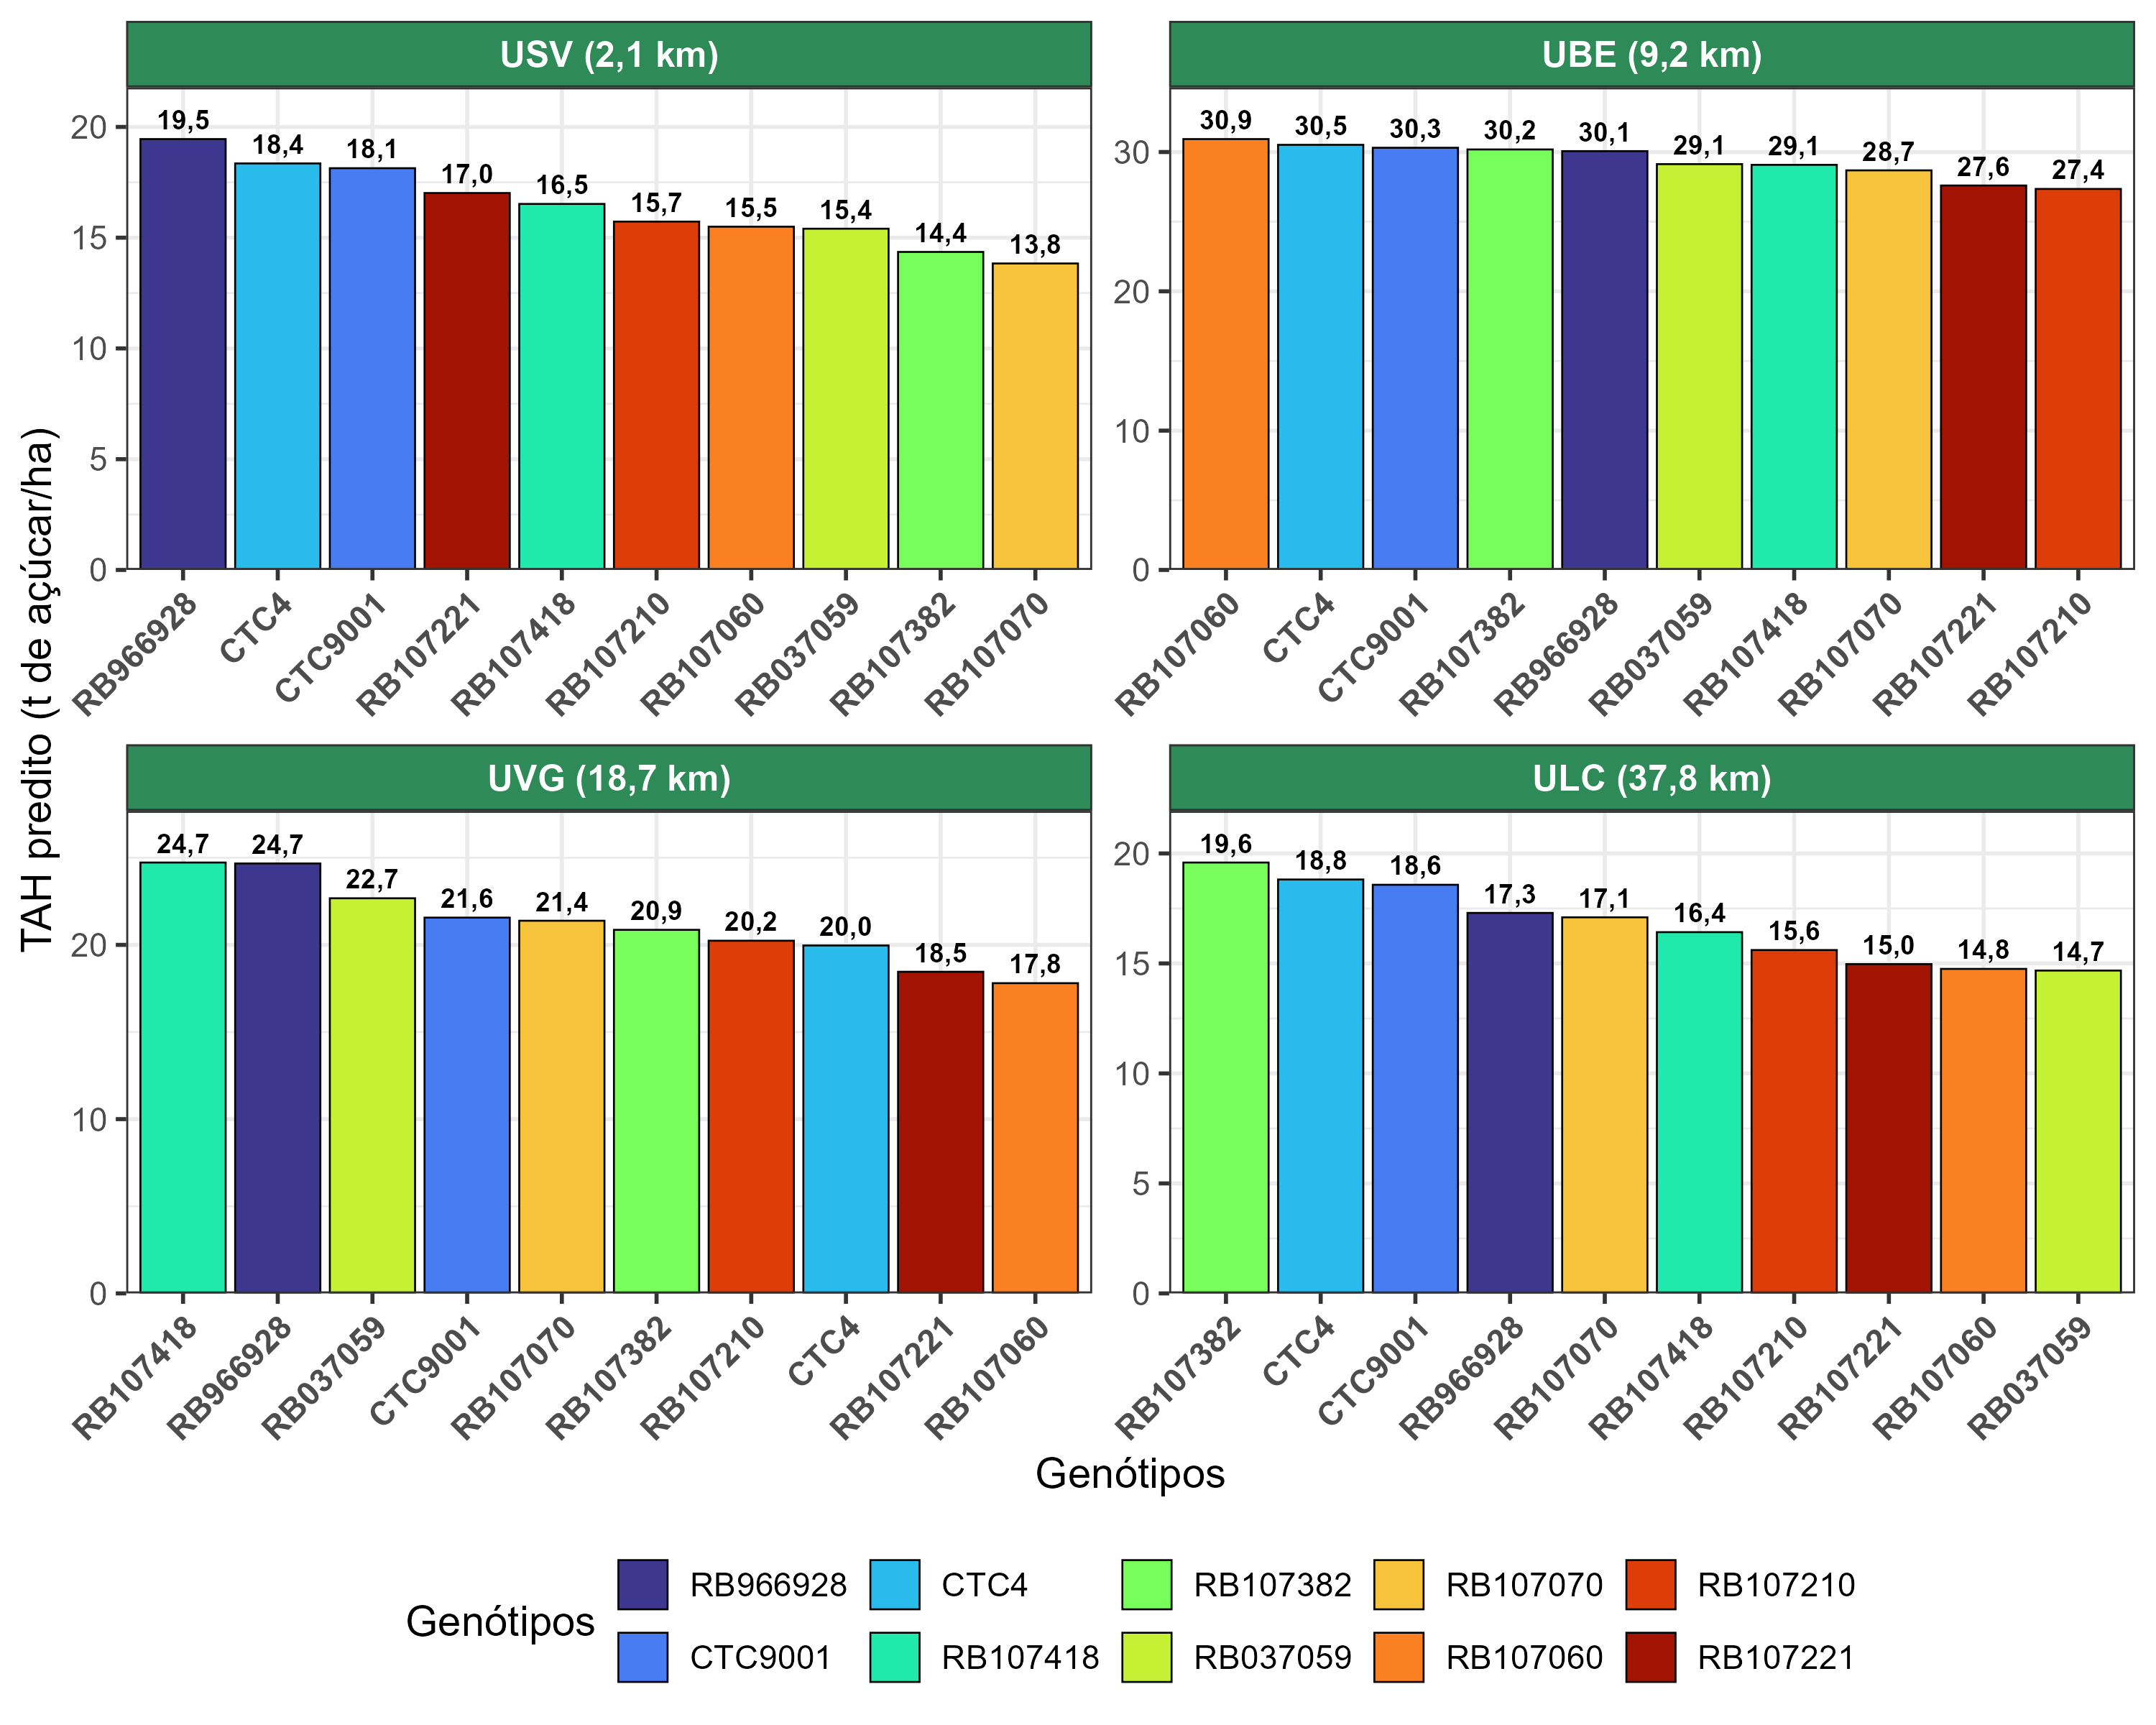 TAH predito (t de açúcar/ha)
USV (2,1 km)
20
15
10
5
0
19,5
18,4
18,1
17,0
16,5
15,7
15,5
15,4
14,4
13,8
RB966928
CTC4
CTC9001
RB107221
RB107418
RB107210
RB107060
RB037059
RB107382
RB107070
UBE (9,2 km)
30
20
10
0
30,9
30,5
30,3
30,2
30,1
29,1
29,1
28,7
27,6
27,4
RB107060
CTC4
CTC9001
RB107382
RB966928
RB037059
RB107418
RB107070
RB107221
RB107210
UVG (18,7 km)
20
10
0
24,7
24,7
22,7
21,6
21,4
20,9
20,2
20,0
18,5
17,8
RB107418
RB966928
RB037059
CTC9001
RB107070
RB107382
RB107210
CTC4
RB107221
RB107060
ULC (37,8 km)
20
15
10
5
0
19,6
18,8
18,6
17,3
17,1
16,4
15,6
15,0
14,8
14,7
RB107382
CTC4
CTC9001
RB966928
RB107070
RB107418
RB107210
RB107221
RB107060
RB037059
Genótipos
Genótipos
RB966928
CTC4
RB107382
RB107070
RB107210
CTC9001
RB107418
RB037059
RB107060
RB107221